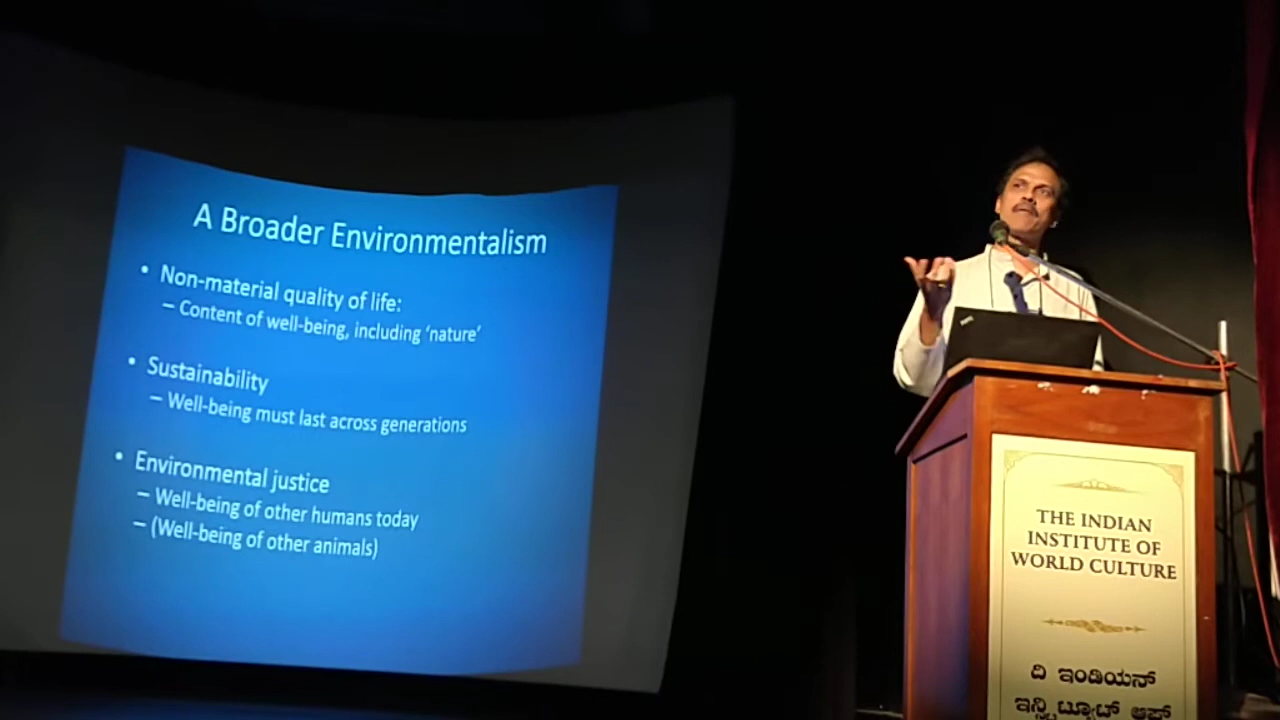 A Broader Environmentalism
• Non-material quality of life:
– Content of well-being, including ‘nature’
• Sustainability
– Well-being must last across generations
• Environmental justice
– Well-being of other humans today
– (Well-being of other animals)
THE INDIAN
INSTITUTE OF
WORLD CULTURE
ದಿ ಇಂಡಿಯನ್
ಇನ್ಸ್ಟಿಟ್ಯೂಟ್ ಆಫ್